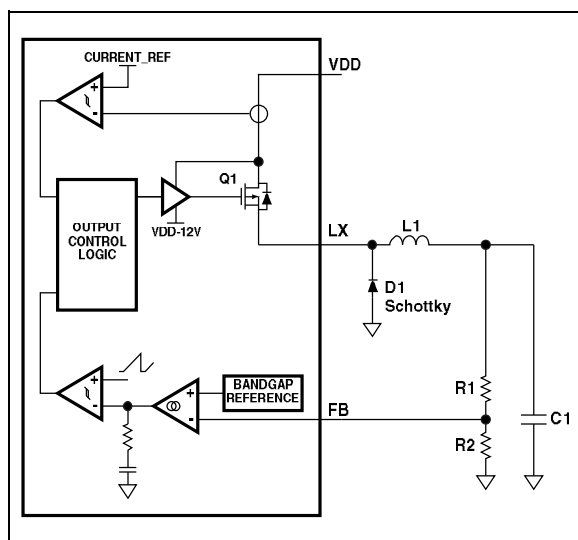 CURRENT_REF
+
-
VDD
Q1
OUTPUT
CONTROL
LOGIC
VDD-12V
LX
L1
D1
Schottky
+
-
+
-
BANDGAP
REFERENCE
FB
R1
R2
C1